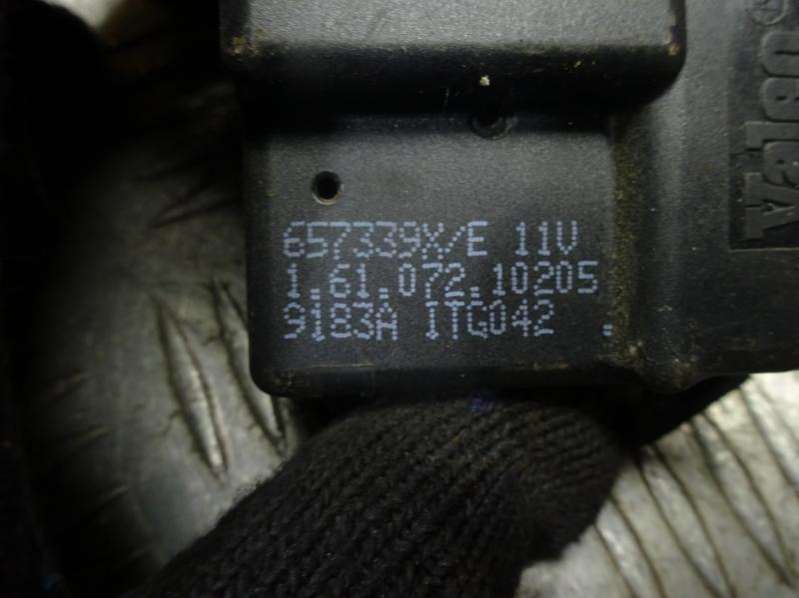 657339X/E 11V
1.61.072.10205
9183A ITG042 .
Valeo